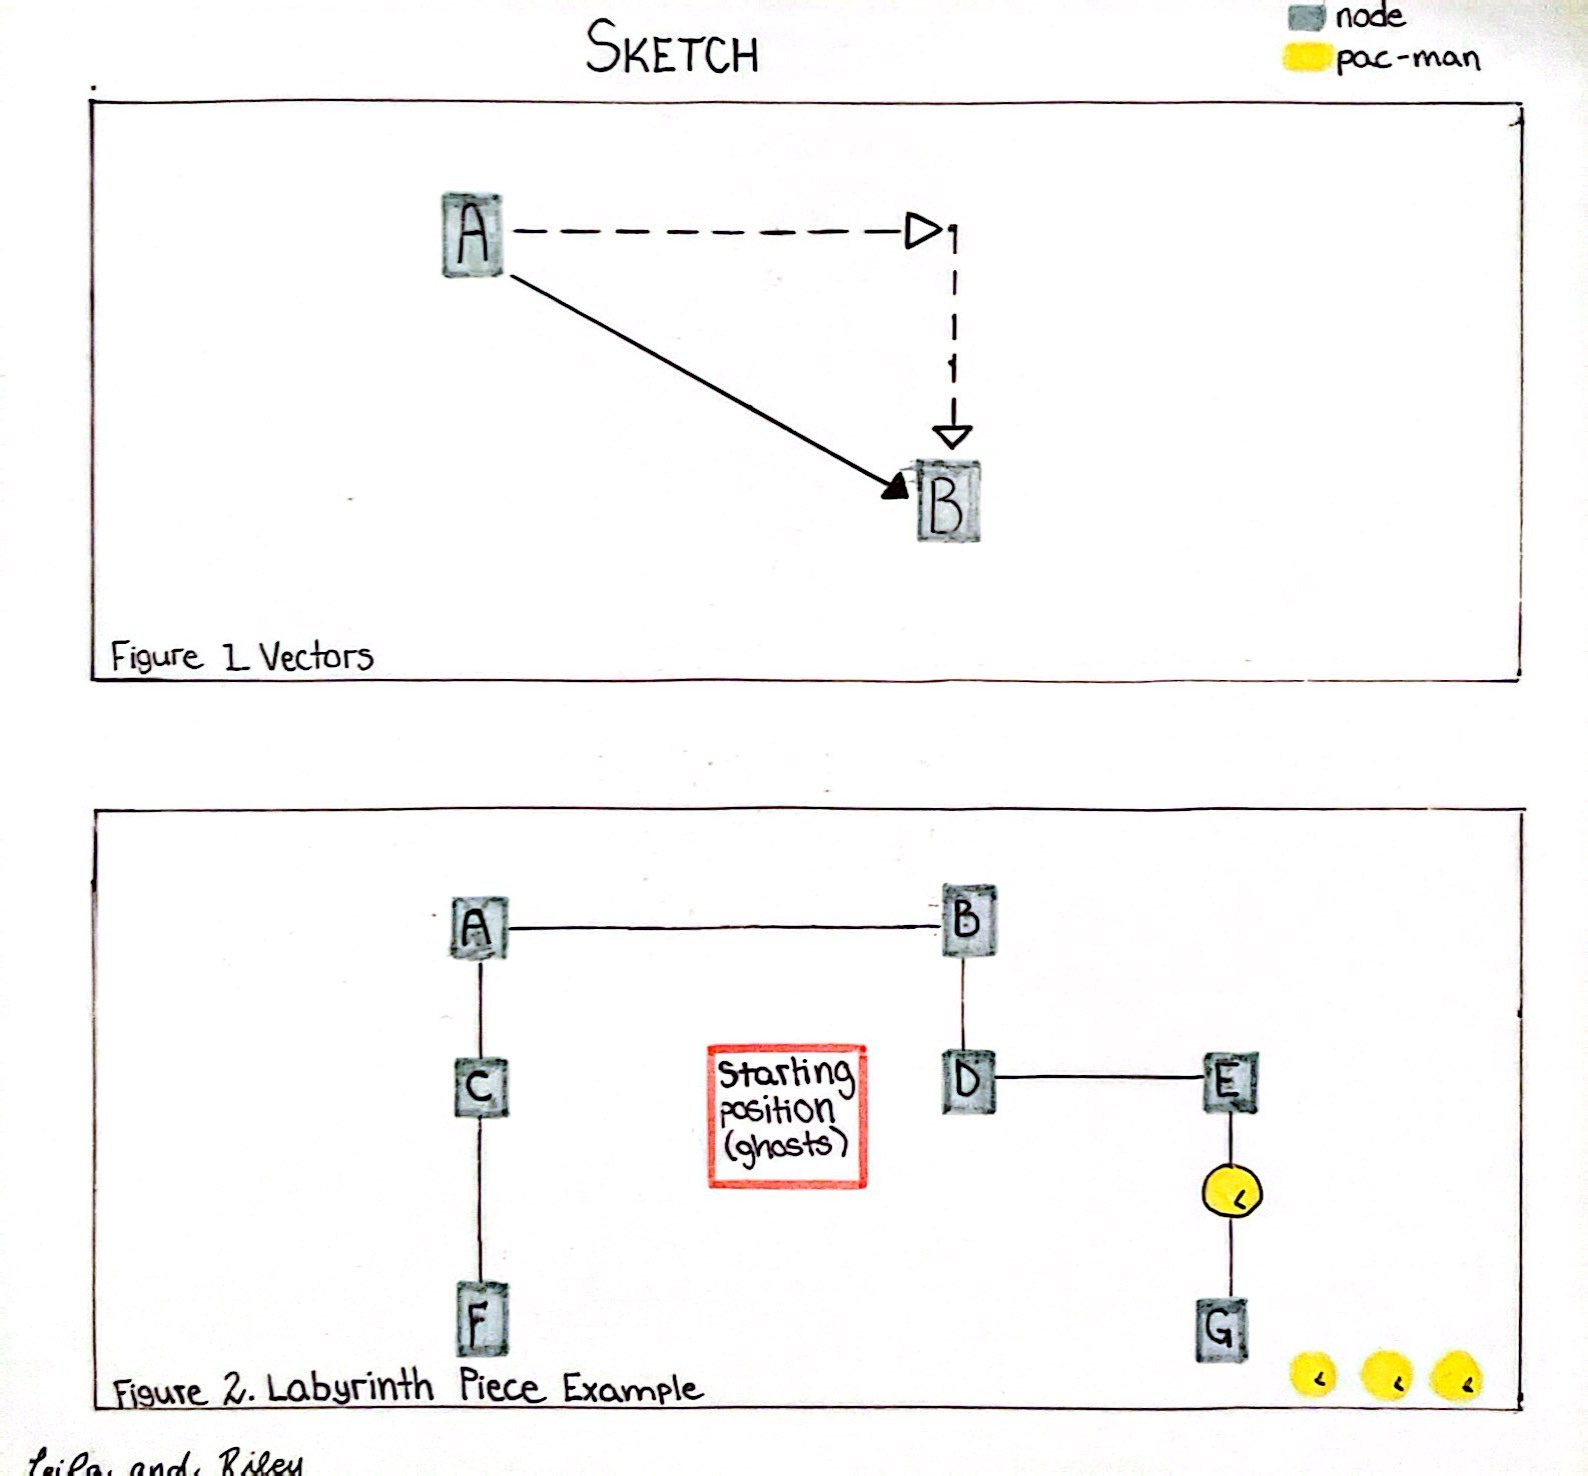 SKETCH
node
pac-man
A
B
Figure 1 Vectors
A
B
C
Starting
position
(ghosts)
D
E
F
G
Figure 2. Labyrinth Piece Example
Leila and Riley